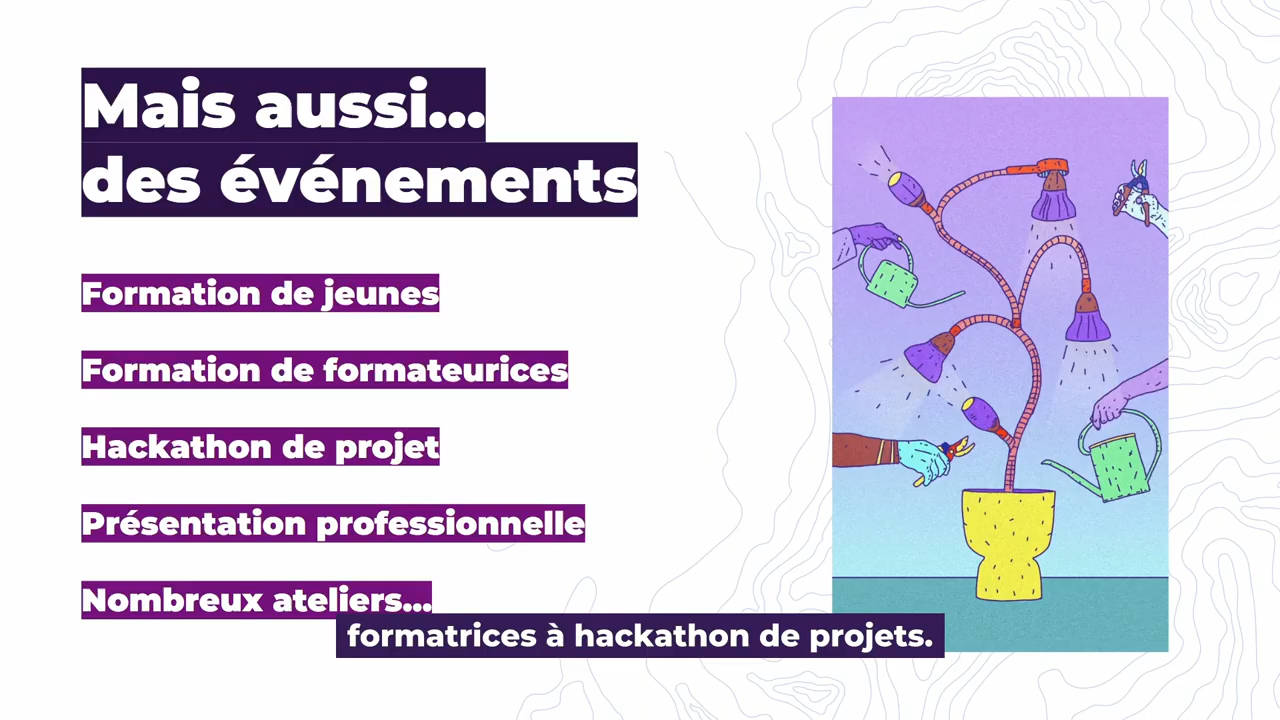 Mais aussi...
des événements
Formation de jeunes
Formation de formateurices
Hackathon de projet
Présentation professionnelle
Nombreux ateliers...
formatrices à hackathon de projets.